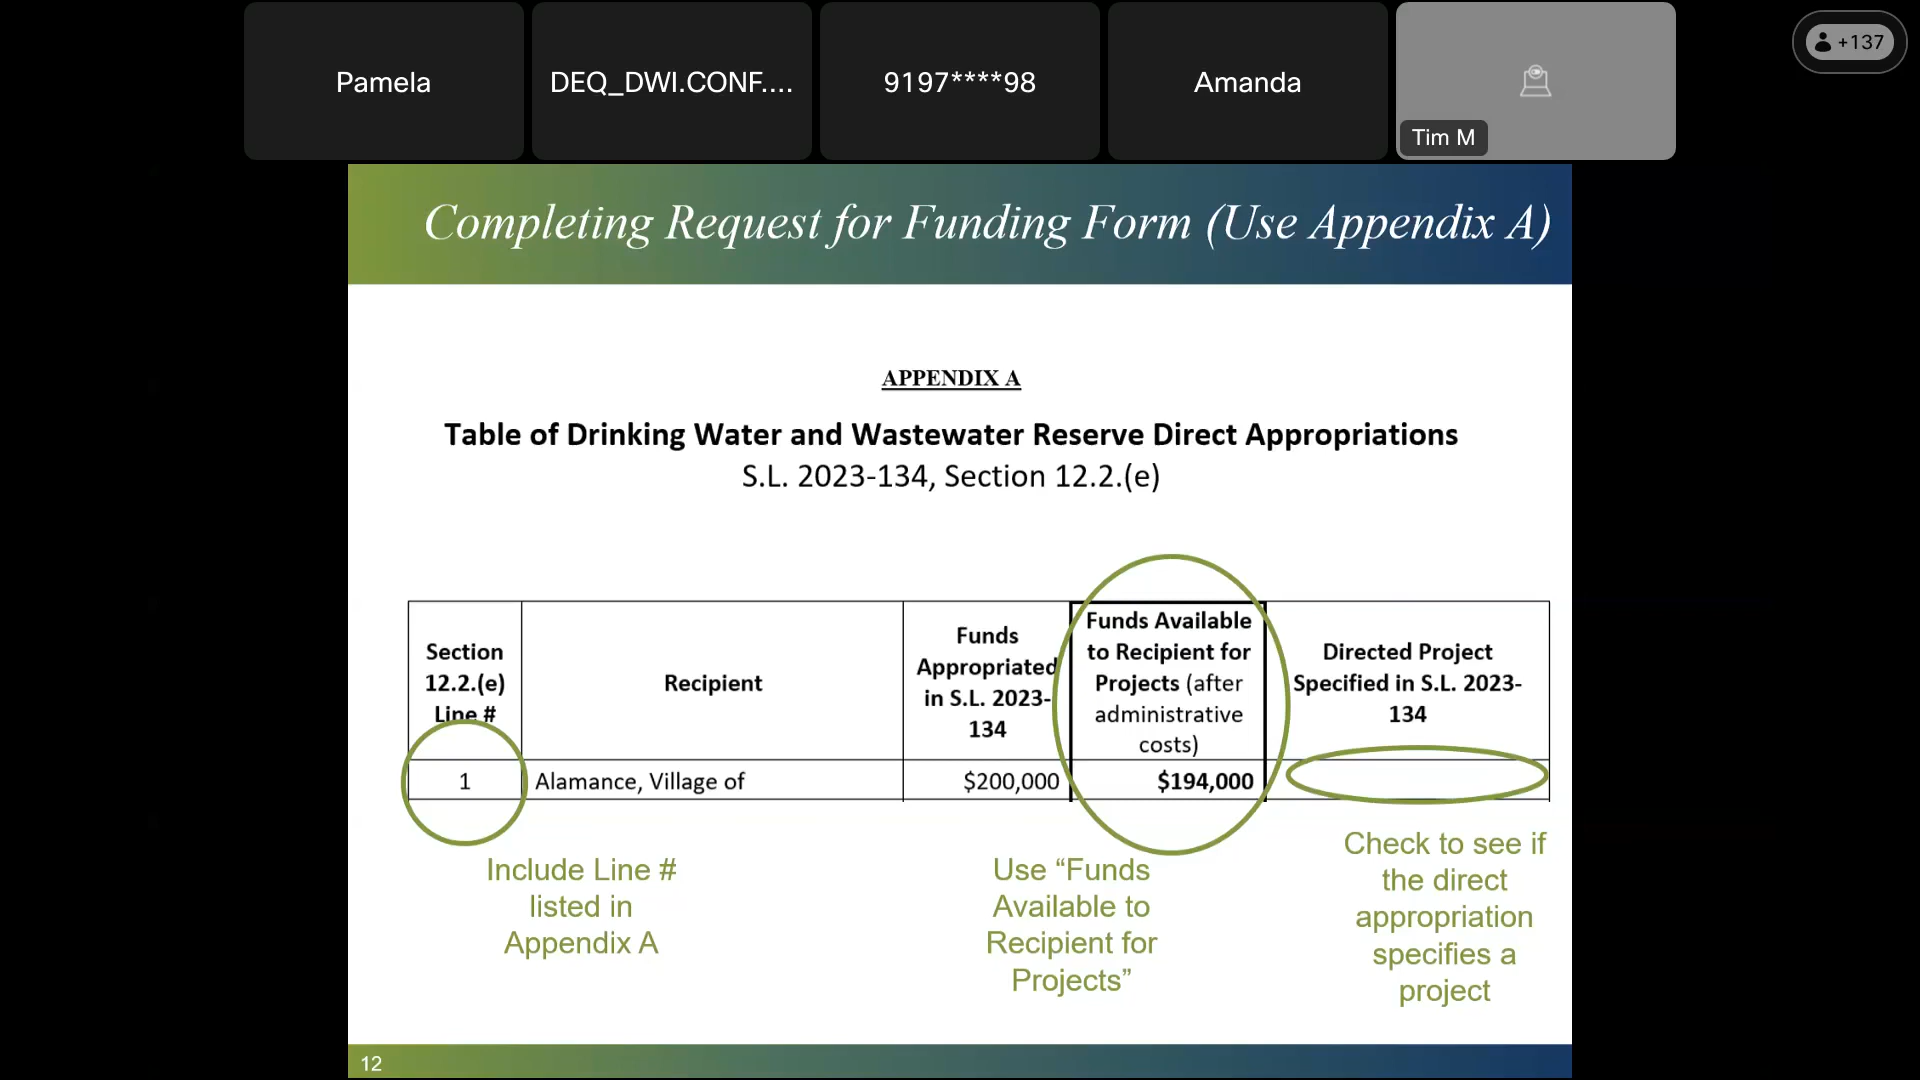 Pamela
DEQ_DWI.CONF....
9197****98
Amanda
Tim M
+137
Completing Request for Funding Form (Use Appendix A)
APPENDIX A
Table of Drinking Water and Wastewater Reserve Direct Appropriations
S.L. 2023-134, Section 12.2.(e)
Section
12.2.(e)
Line #
Recipient
Funds
Appropriated
in S.L. 2023-
134
Funds Available
to Recipient for
Projects (after
administrative
costs)
Directed Project
Specified in S.L. 2023-
134
1
Alamance, Village of
$200,000
$194,000
Include Line #
listed in
Appendix A
Use “Funds
Available to
Recipient for
Projects”
Check to see if
the direct
appropriation
specifies a
project
12